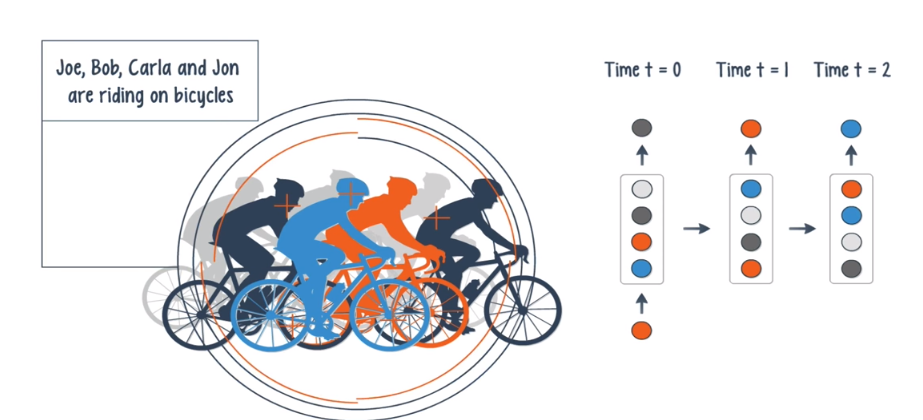 Joe, Bob, Carla and Jon
are riding on bicycles
Time t = 0
Time t = 1
Time t = 2